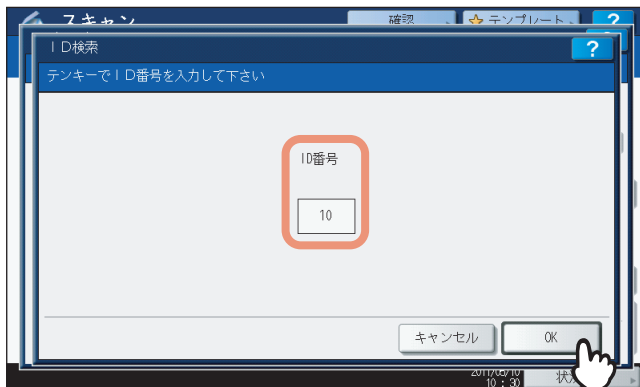 スキャン
確認
テンプレート
?
ID検索
?
テンキーでID番号を入力して下さい
ID番号
10
キャンセル
OK
2011/08/10
10:30
状